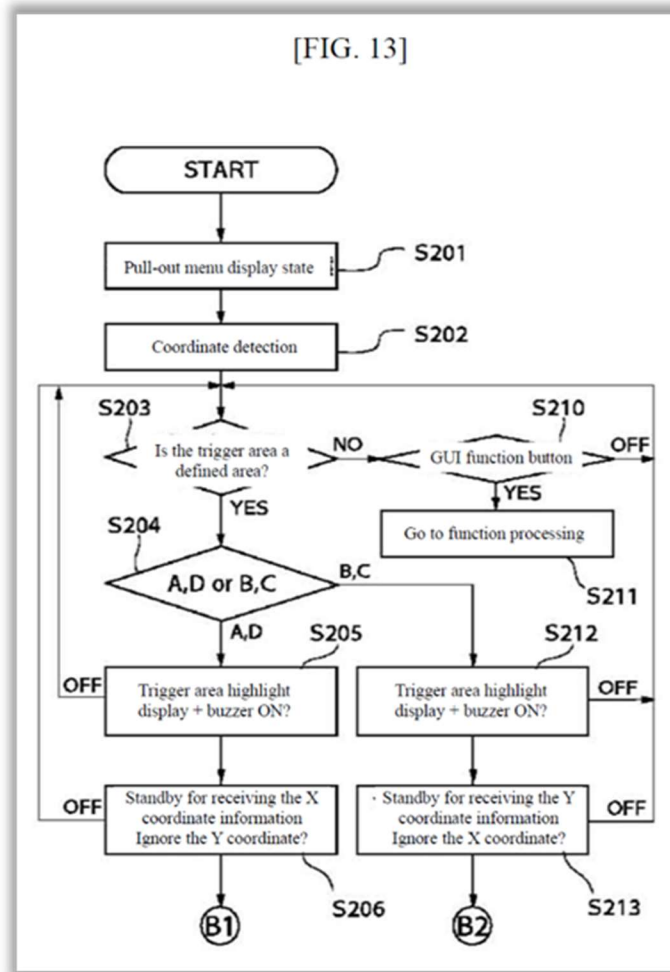 [FIG. 13]
START
Pull-out menu display state
S201
Coordinate detection
S202
S203
Is the trigger area a
defined area?
NO
S210
GUI function button
OFF
YES
YES
Go to function processing
S211
S204
A,D or B,C
B,C
A,D
S205
S212
OFF
Trigger area highlight
display + buzzer ON?
Trigger area highlight
display + buzzer ON?
OFF
OFF
Standby for receiving the X
coordinate information
Ignore the Y coordinate?
Standby for receiving the Y
coordinate information
Ignore the X coordinate?
OFF
S206
S213
B1
B2